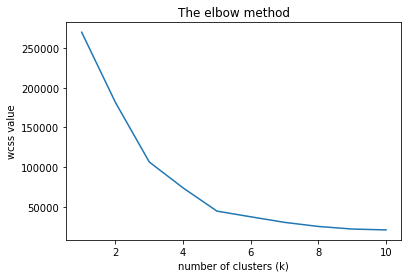 The elbow method
250000
200000
150000
100000
50000
wcss value
2 4 6 8 10
number of clusters (k)